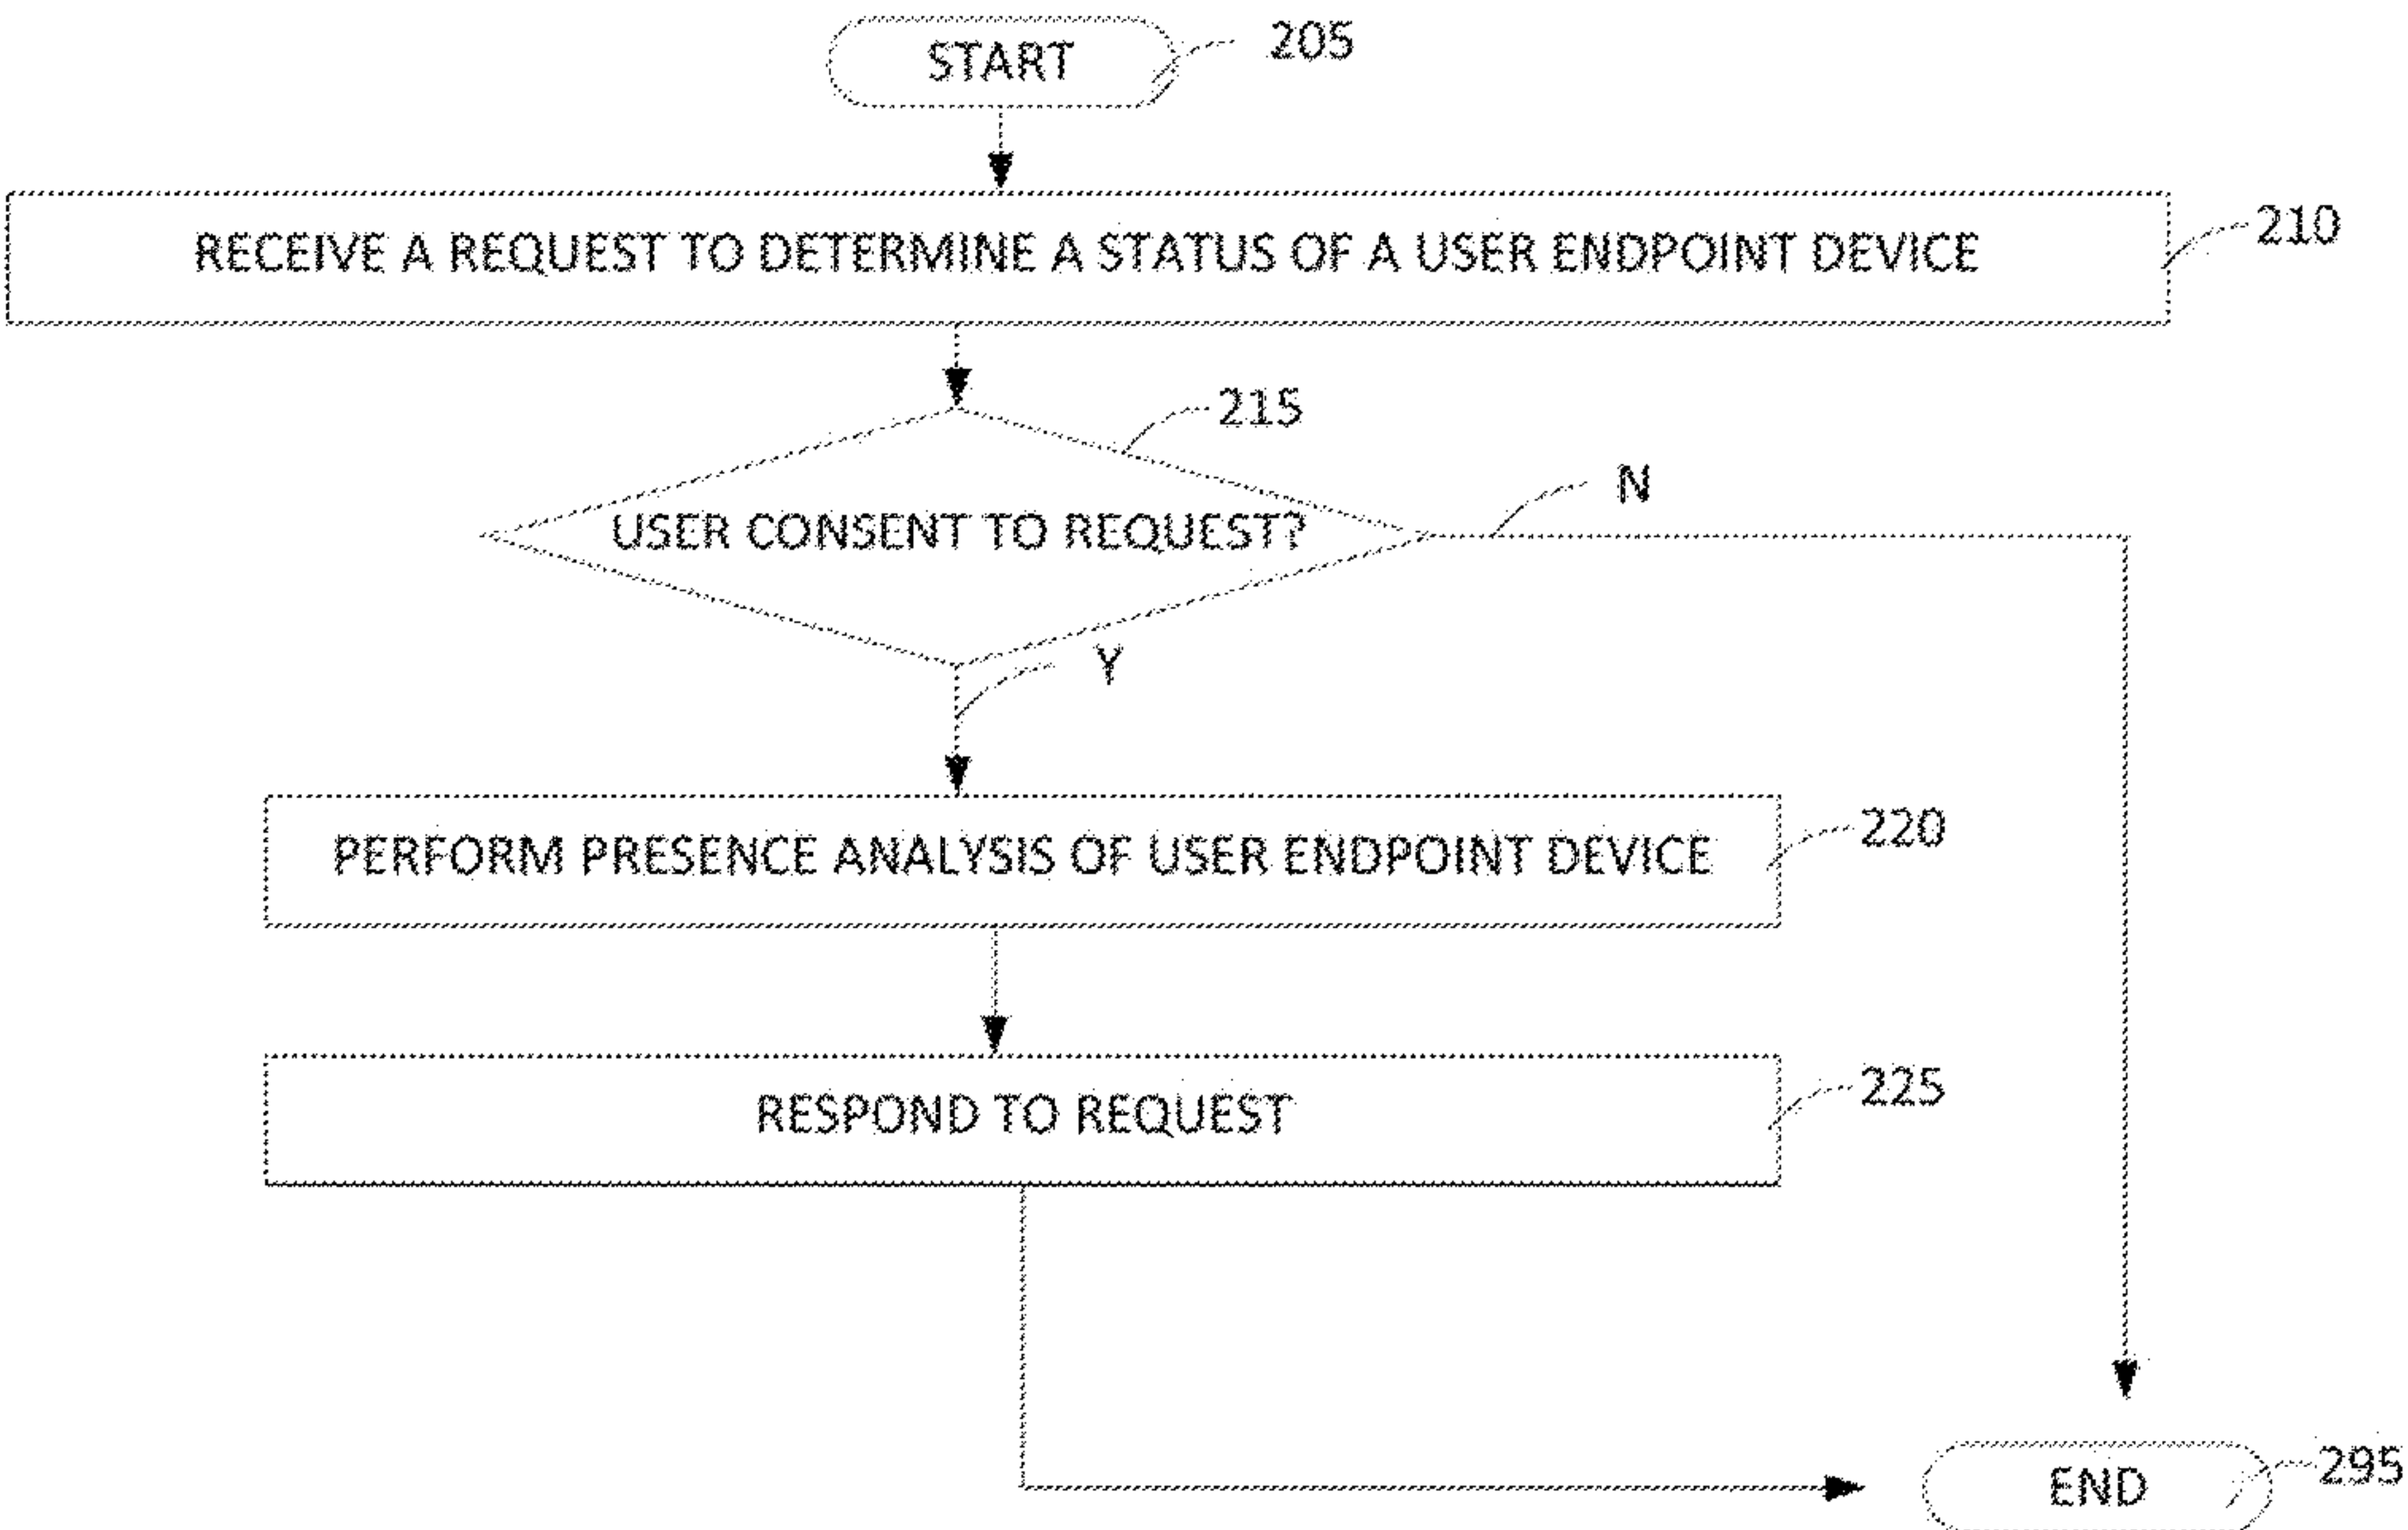 START
205
RECEIVE A REQUEST TO DETERMINE A STATUS OF A USER ENDPOINT DEVICE
210
215
USER CONSENT TO REQUEST?
N
Y
PERFORM PRESENCE ANALYSIS OF USER ENDPOINT DEVICE
220
RESPOND TO REQUEST
225
END
295